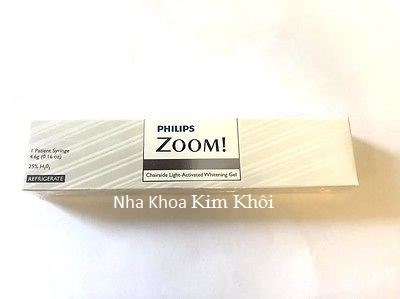 PHILIPS
ZOOM!
Chairside Light-Activated Whitening Gel
1 Patient Syringe
4.6g (0.16 oz)
25% H₂O₂
REFRIGERATE
Nha Khoa Kim Khôi